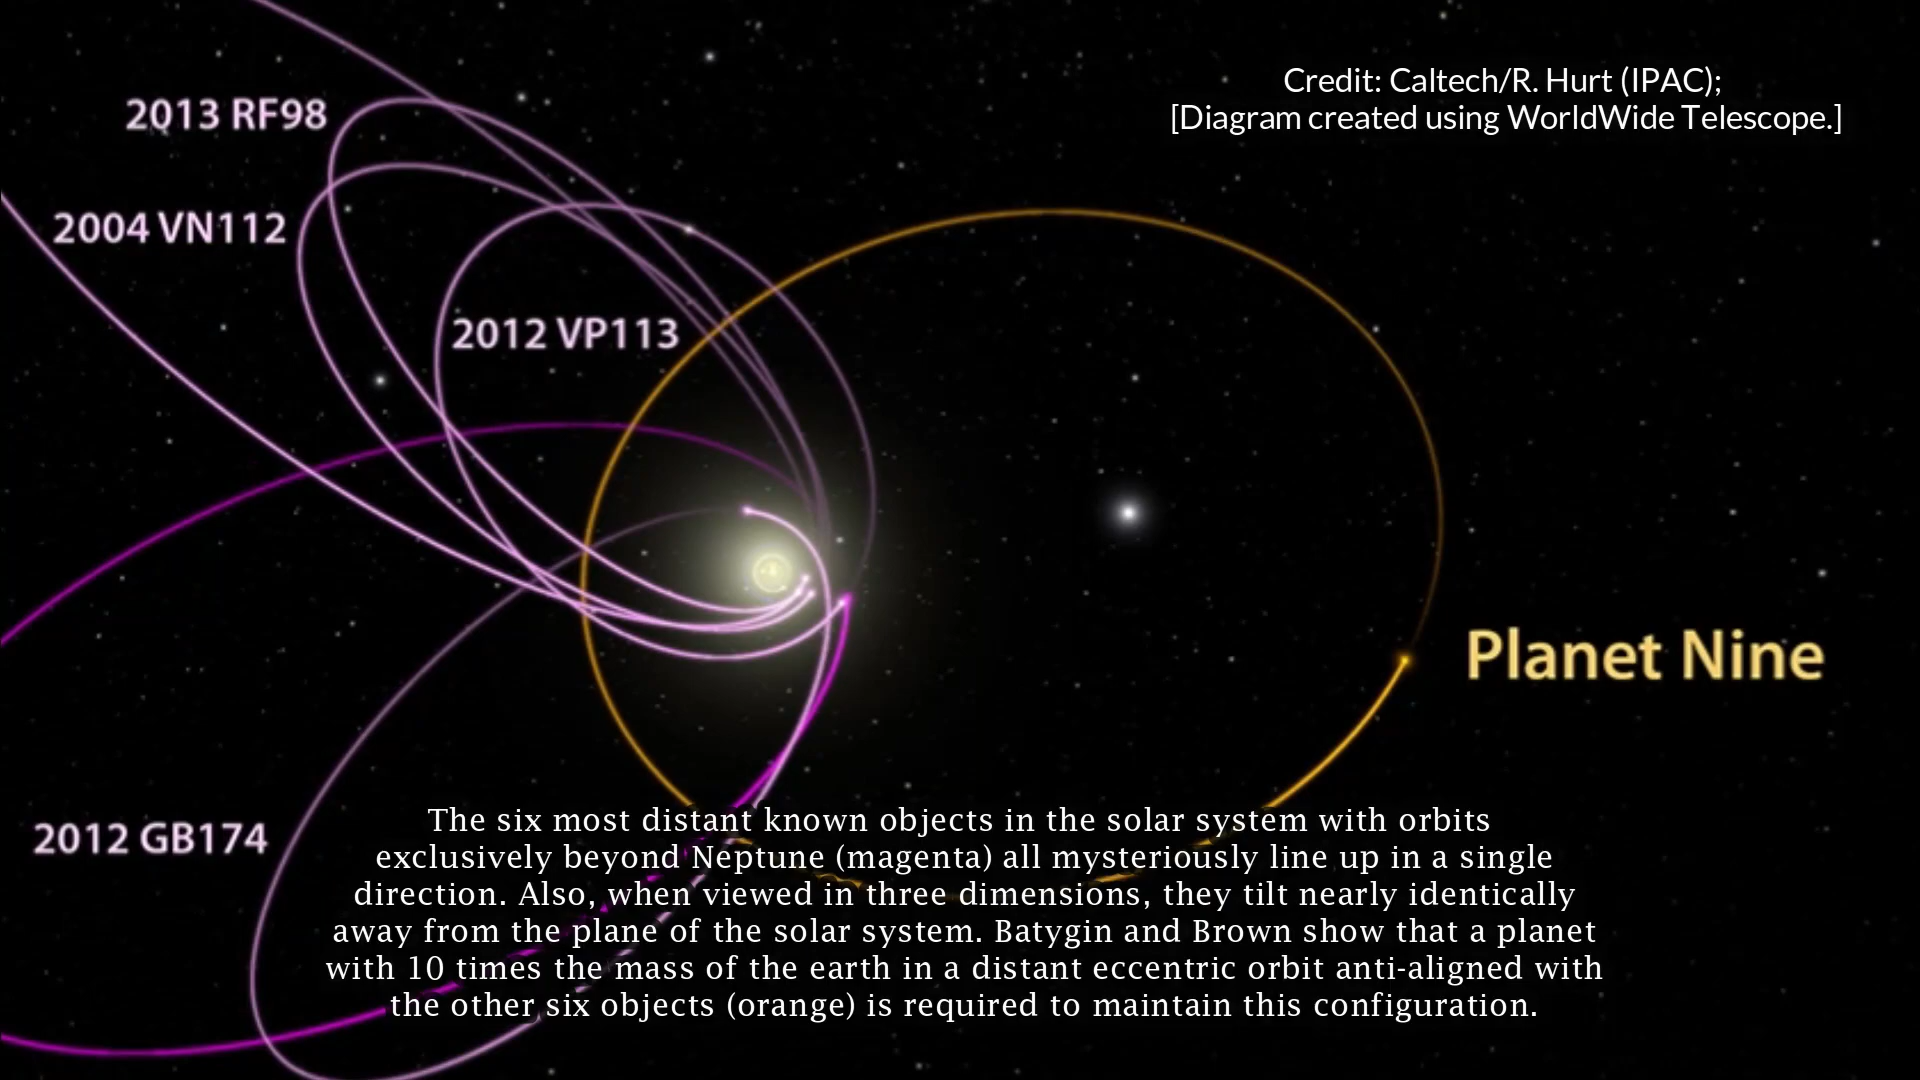 Credit: Caltech/R. Hurt (IPAC);
[Diagram created using WorldWide Telescope.]
2013 RF98
2004 VN112
2012 VP113
Planet Nine
2012 GB174
The six most distant known objects in the solar system with orbits
exclusively beyond Neptune (magenta) all mysteriously line up in a single
direction. Also, when viewed in three dimensions, they tilt nearly identically
away from the plane of the solar system. Batygin and Brown show that a planet
with 10 times the mass of the earth in a distant eccentric orbit anti-aligned with
the other six objects (orange) is required to maintain this configuration.